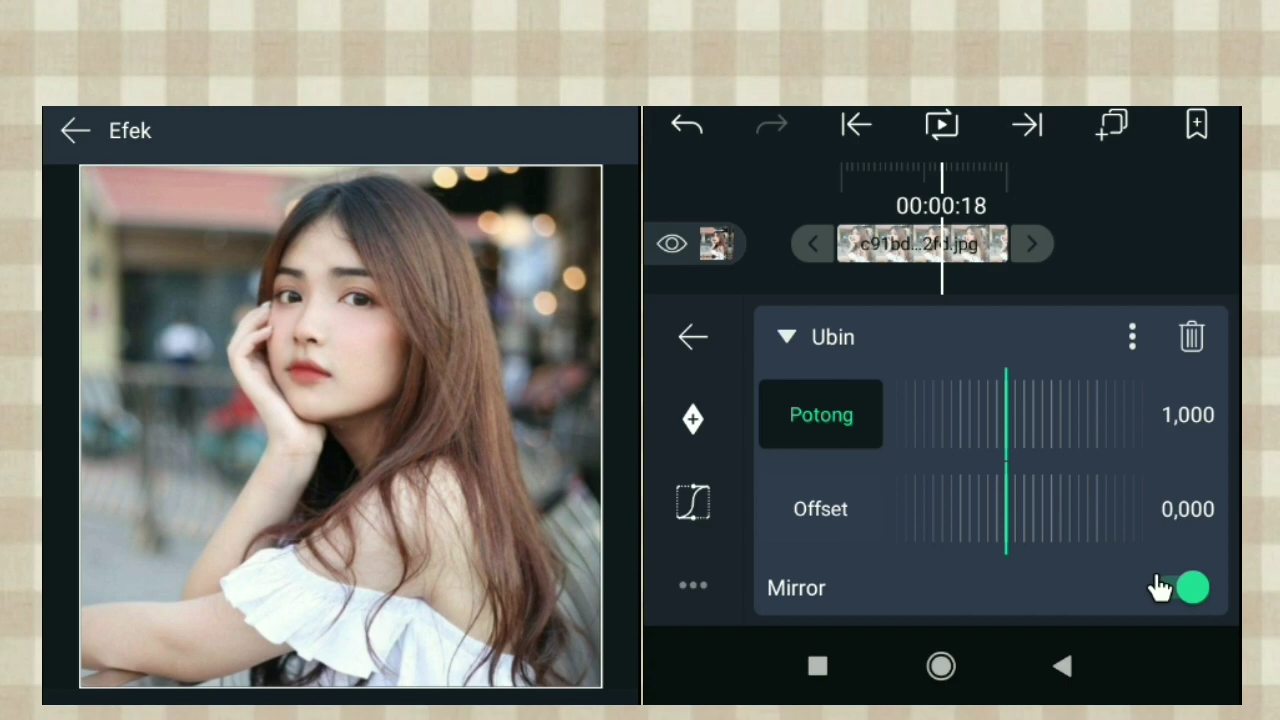 Efek
00:00:18
c91bd...2fd.jpg
Ubin
Potong
1,000
Offset
0,000
Mirror